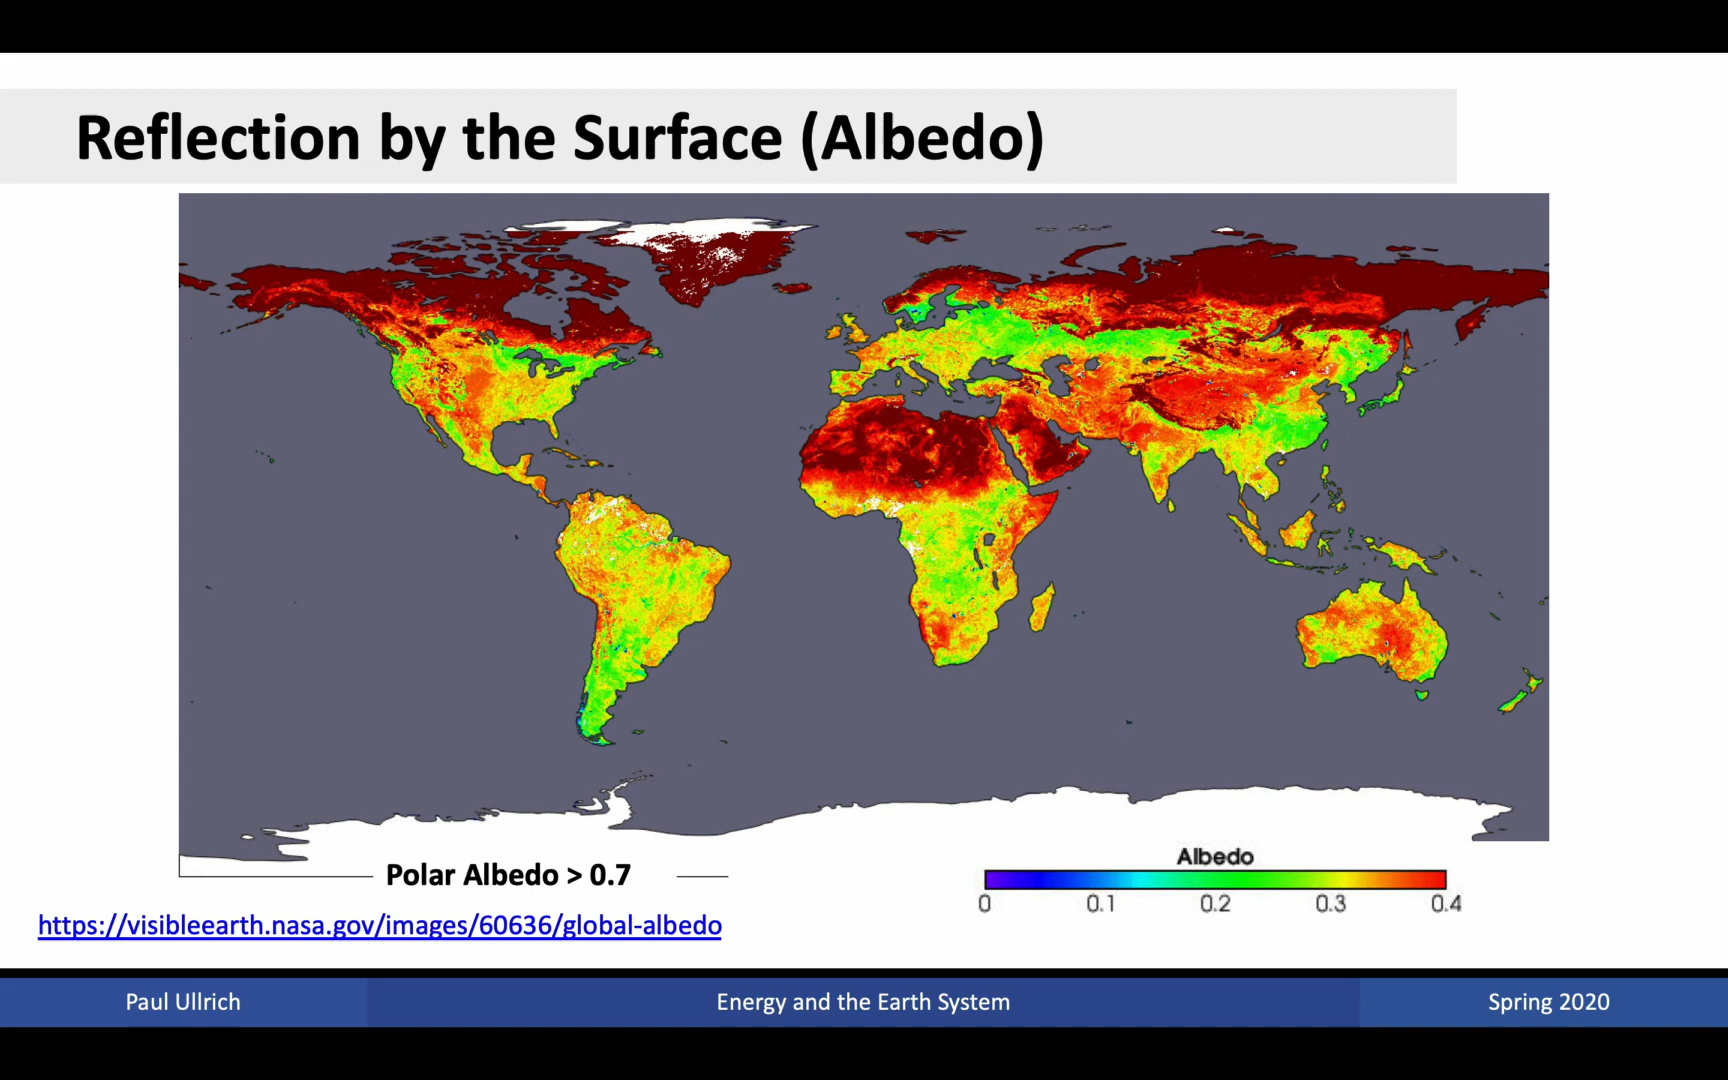 Reflection by the Surface (Albedo)
Polar Albedo > 0.7
Albedo
0 0.1 0.2 0.3 0.4
https://visibleearth.nasa.gov/images/60636/global-albedo
Paul Ullrich
Energy and the Earth System
Spring 2020